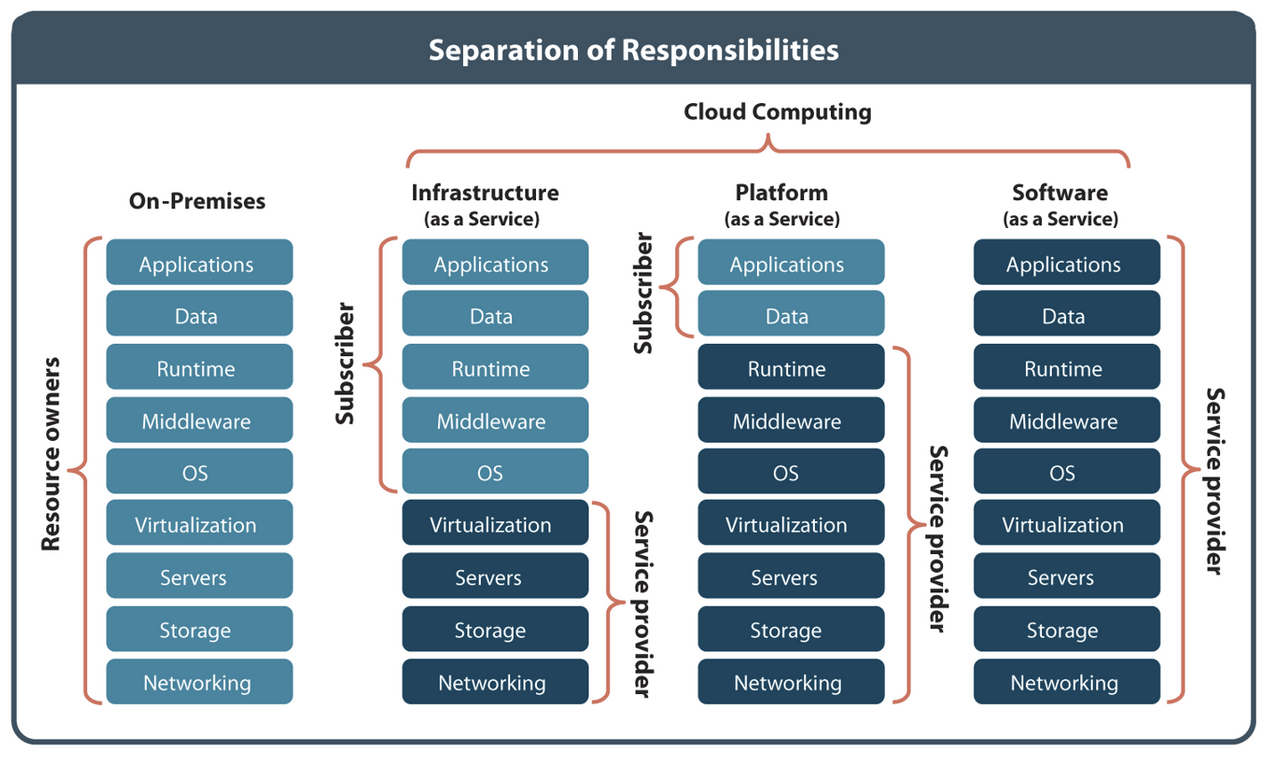 Separation of Responsibilities
Cloud Computing
On-Premises
Resource owners
Applications
Data
Runtime
Middleware
OS
Virtualization
Servers
Storage
Networking
Infrastructure
(as a Service)
Subscriber
Applications
Data
Runtime
Middleware
OS
Virtualization
Servers
Storage
Networking
Service provider
Platform
(as a Service)
Subscriber
Applications
Data
Runtime
Middleware
OS
Virtualization
Servers
Storage
Networking
Service provider
Software
(as a Service)
Applications
Data
Runtime
Middleware
OS
Virtualization
Servers
Storage
Networking
Service provider